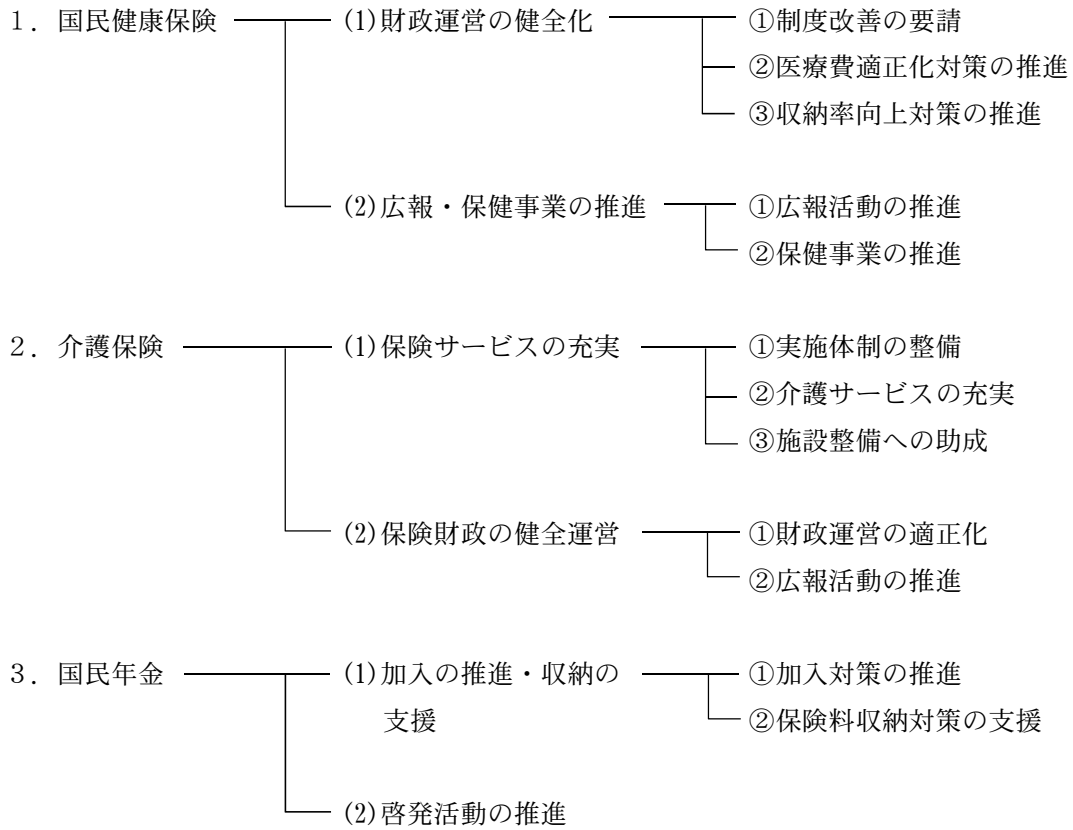 １．国民健康保険 (1)財政運営の健全化 ①制度改善の要請
②医療費適正化対策の推進
③収納率向上対策の推進
(2)広報・保健事業の推進 ①広報活動の推進
②保健事業の推進
２．介護保険 (1)保険サービスの充実 ①実施体制の整備
②介護サービスの充実
③施設整備への助成
(2)保険財政の健全運営 ①財政運営の適正化
②広報活動の推進
３．国民年金 (1)加入の推進・収納の ①加入対策の推進
支援 ②保険料収納対策の支援
(2)啓発活動の推進